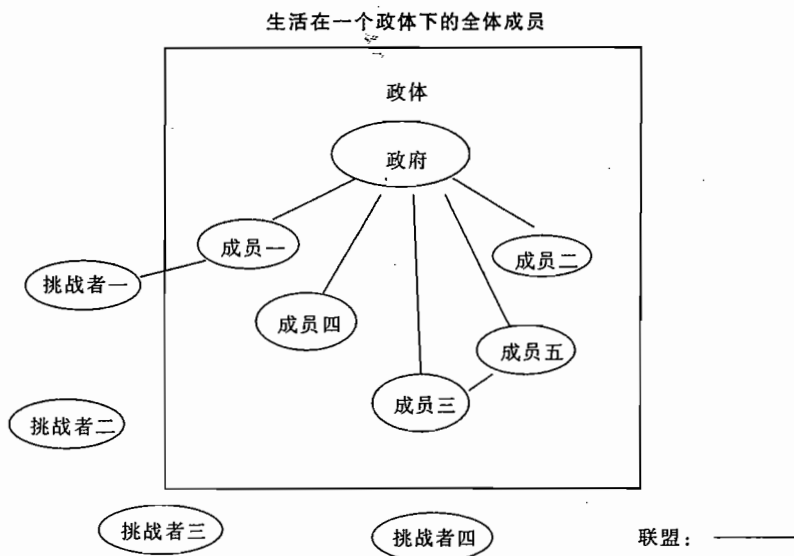 生活在一个政体下的全体成员
政体
政府
成员一
成员二
挑战者一
成员四
成员五
成员三
挑战者二
挑战者三
挑战者四
联盟：